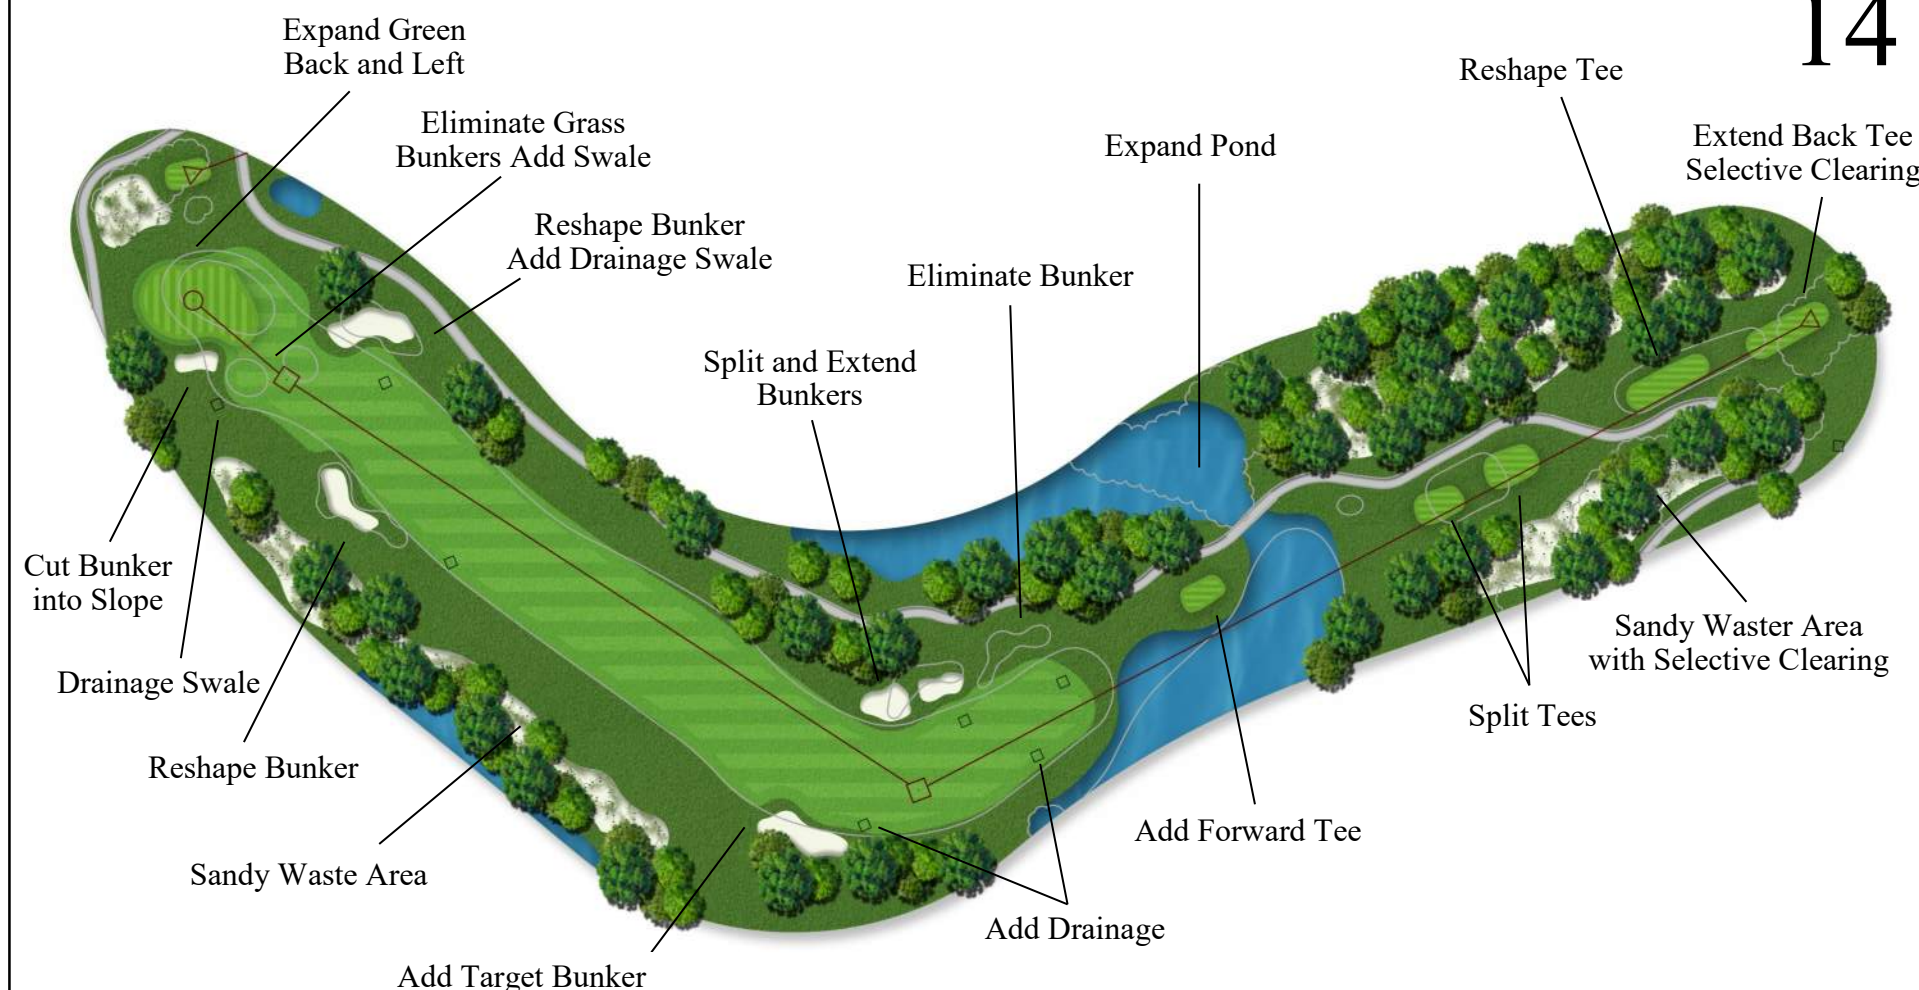 14
Expand Green
Back and Left
Reshape Tee
Eliminate Grass
Bunkers Add Swale
Expand Pond
Extend Back Tee
Selective Clearing
Reshape Bunker
Add Drainage Swale
Eliminate Bunker
Split and Extend
Bunkers
Cut Bunker
into Slope
Drainage Swale
Sandy Waster Area
with Selective Clearing
Split Tees
Reshape Bunker
Add Forward Tee
Sandy Waste Area
Add Drainage
Add Target Bunker